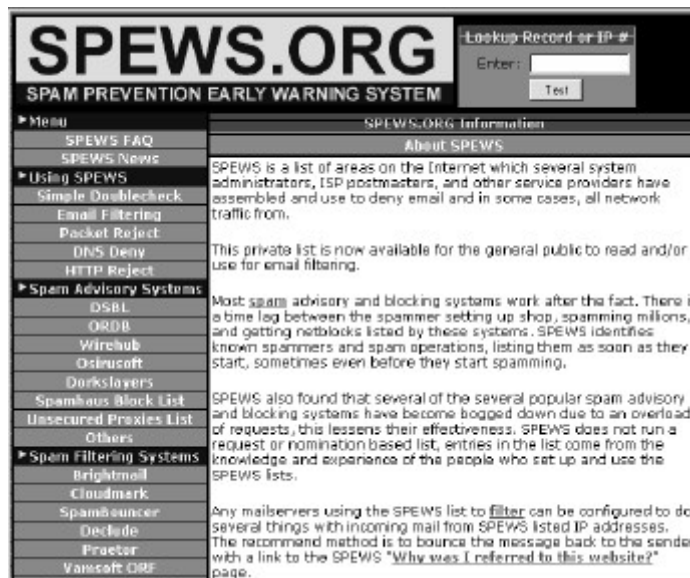 SPEWS.ORG
SPAM PREVENTION EARLY WARNING SYSTEM
Lookup Record or IP #
Enter:
Test
Menu
SPEWS FAQ
SPEWS News
Using SPEWS
Simple Doublecheck
Email Filtering
Packet Reject
DNS Deny
HTTP Reject
Spam Advisory Systems
DSBL
ORDB
Wirehub
Osirusoft
Dorkslayers
Spamhaus Block List
Unsecured Proxies List
Others
Spam Filtering Systems
Brightmail
Cloudmark
SpamBouncer
Declude
Praetor
Vamsoft ORF
SPEWS.ORG Information
About SPEWS
SPEWS is a list of areas on the Internet which several system
administrators, ISP postmasters, and other service providers have
assembled and use to deny email and in some cases, all network
traffic from.
This private list is now available for the general public to read and/or
use for email filtering.
Most spam advisory and blocking systems work after the fact. There i
a time lag between the spammer setting up shop, spamming millions,
and getting netblocks listed by these systems. SPEWS identifies
known spammers and spam operations, listing them as soon as they
start, sometimes even before they start spamming.
SPEWS also found that several of the several popular spam advisory
and blocking systems have become bogged down due to an overload
of requests, this lessens their effectiveness. SPEWS does not run a
request or nomination based list, entries in the list come from the
knowledge and experience of the people who set up and use the
SPEWS lists.
Any mailservers using the SPEWS list to filter can be configured to do
several things with incoming mail from SPEWS listed IP addresses.
The recommend method is to bounce the message back to the sende
with a link to the SPEWS "Why was I referred to this website?"
page.